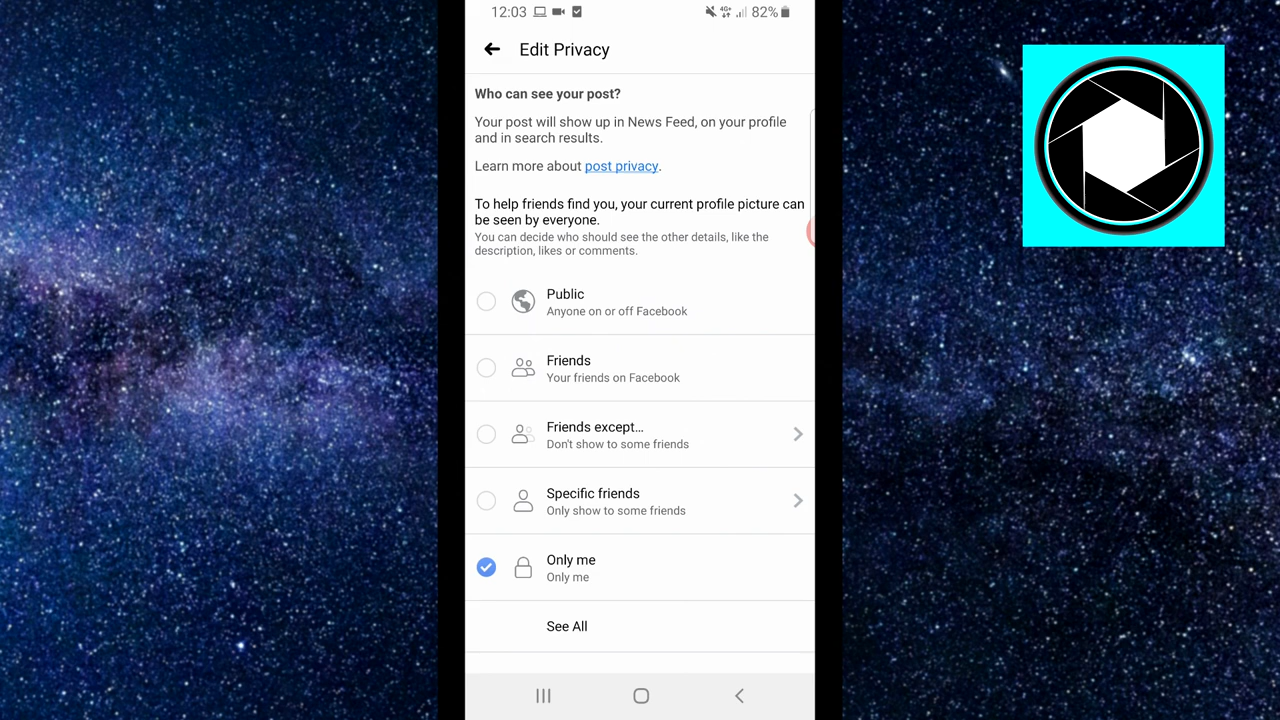 12:03
4G+
82%
Edit Privacy
Who can see your post?
Your post will show up in News Feed, on your profile
and in search results.
Learn more about post privacy.
To help friends find you, your current profile picture can
be seen by everyone.
You can decide who should see the other details, like the
description, likes or comments.
Public
Anyone on or off Facebook
Friends
Your friends on Facebook
Friends except...
Don't show to some friends
Specific friends
Only show to some friends
Only me
Only me
See All